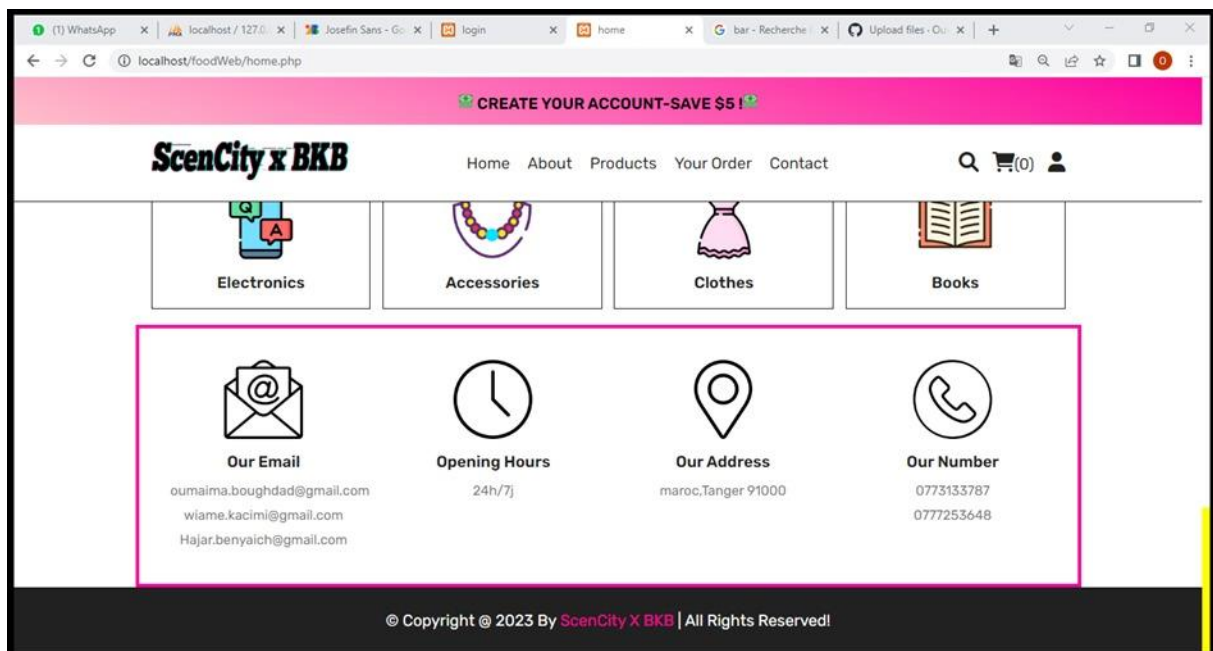 (1) WhatsApp
localhost / 127.0.
Josefin Sans - Go
login
home
bar - Recherche
Upload files · Ou
localhost/foodWeb/home.php
O
CREATE YOUR ACCOUNT-SAVE $5 !
ScenCity x BKB
Home About Products Your Order Contact
(0)
Q
A
Electronics Accessories Clothes Books
@
Our Email
oumaima.boughdad@gmail.com
wiame.kacimi@gmail.com
Hajar.benyaich@gmail.com
Opening Hours
24h/7j
Our Address
maroc,Tanger 91000
Our Number
0773133787
0777253648
© Copyright @ 2023 By ScenCity X BKB | All Rights Reserved!